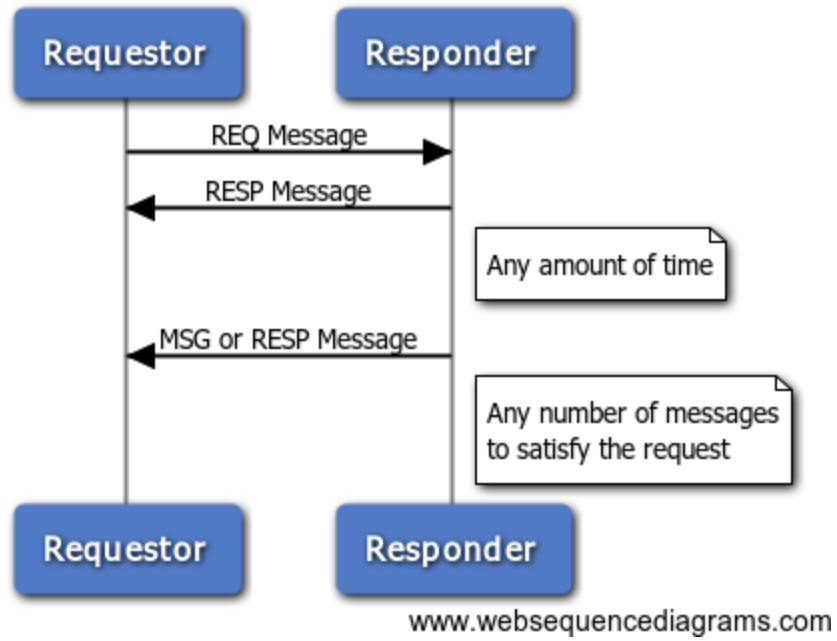 Requestor
Responder
REQ Message
RESP Message
Any amount of time
MSG or RESP Message
Any number of messages
to satisfy the request
Requestor
Responder
www.websequencediagrams.com